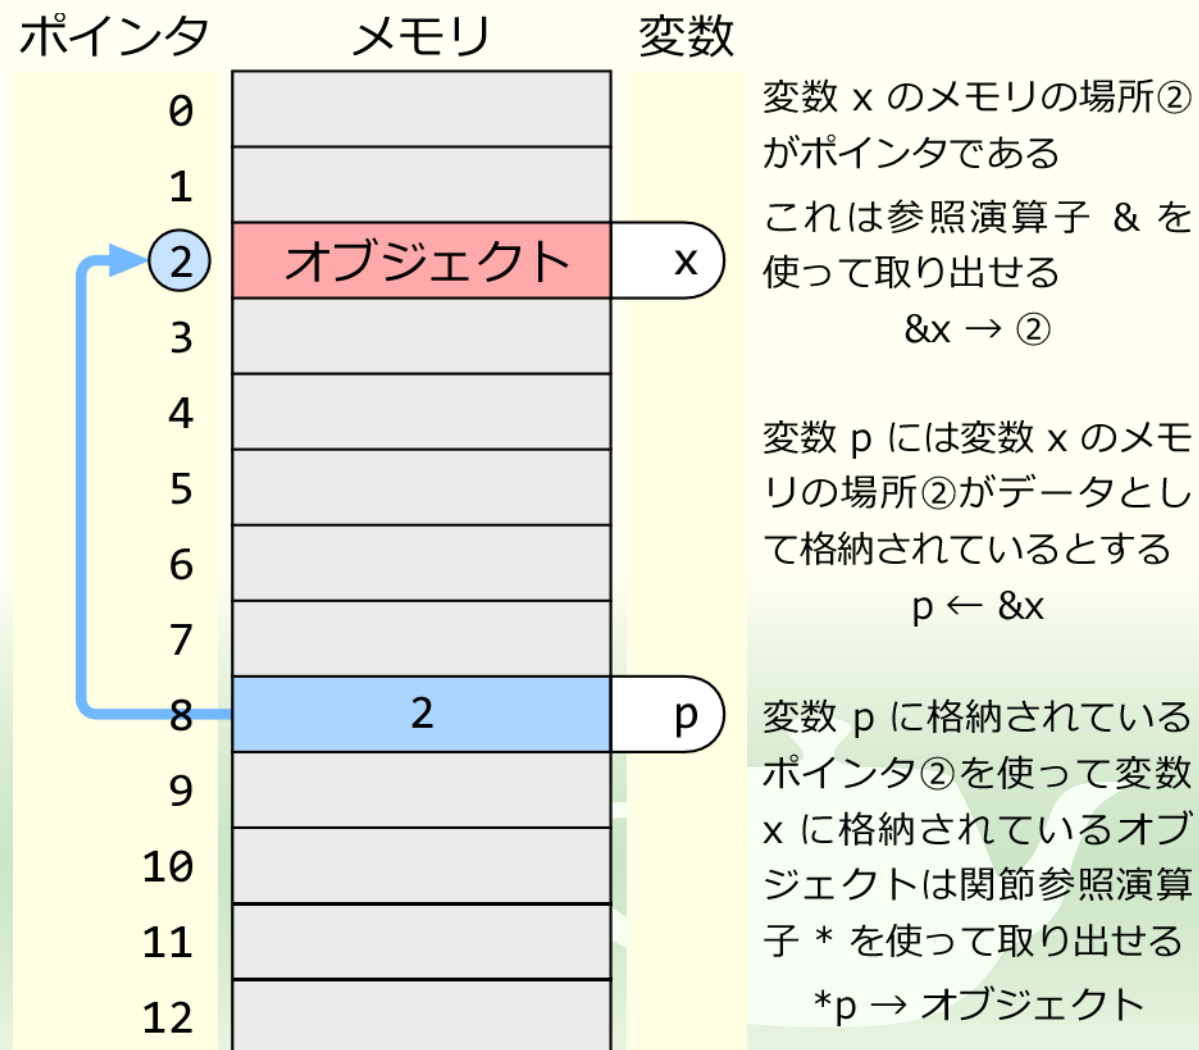 ポインタ
メモリ
変数
0
1
2
オブジェクト
x
3
4
5
6
7
8
2
p
9
10
11
12
変数 x のメモリの場所②
がポインタである
これは参照演算子 & を
使って取り出せる
&x → ②
変数 p には変数 x のメモ
リの場所②がデータとし
て格納されているとする
p ← &x
変数 p に格納されている
ポインタ②を使って変数
x に格納されているオブ
ジェクトは関節参照演算
子 * を使って取り出せる
*p → オブジェクト